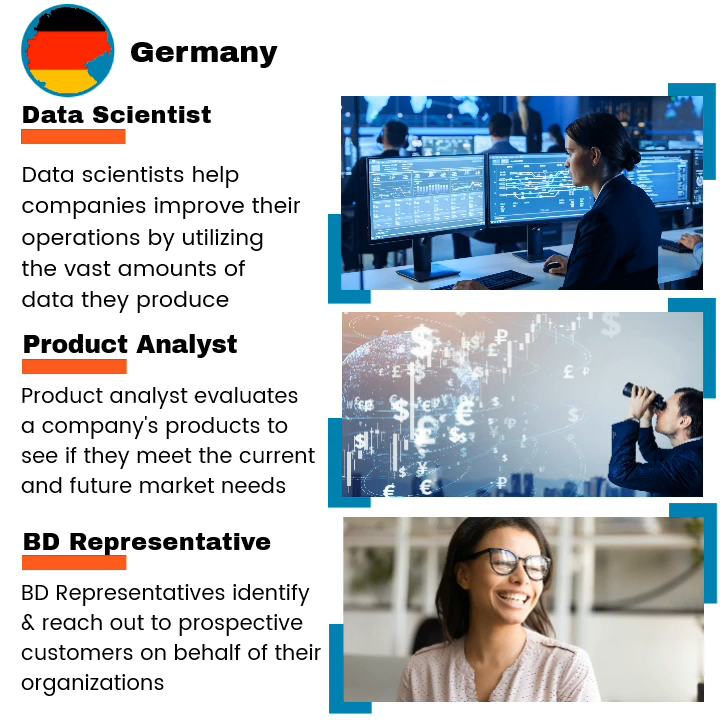 Germany
Data Scientist
Data scientists help
companies improve their
operations by utilizing
the vast amounts of
data they produce
Product Analyst
Product analyst evaluates
a company's products to
see if they meet the current
and future market needs
BD Representative
BD Representatives identify
& reach out to prospective
customers on behalf of their
organizations